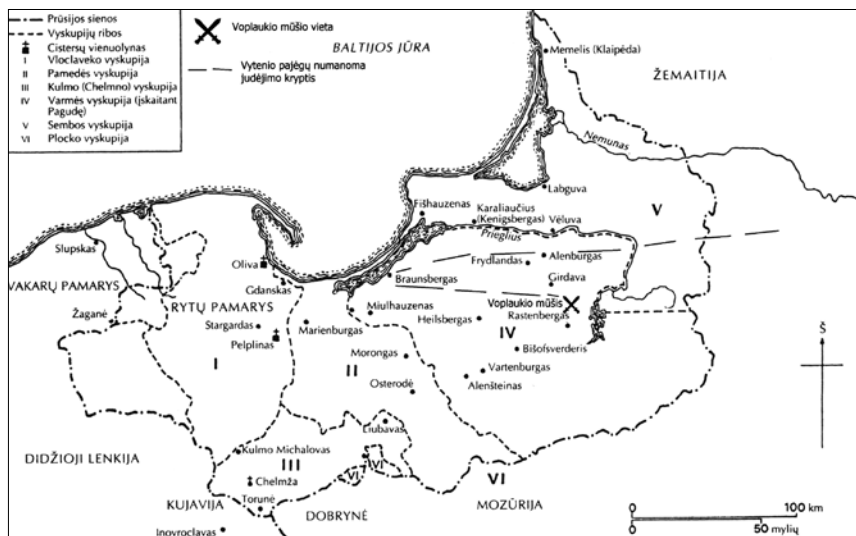 Prūsijos sienos
Vyskupijų ribos
Cistersų vienuolynas
I Vloclaveko vyskupija
II Pamedės vyskupija
III Kulmo (Chelmno) vyskupija
IV Varmės vyskupija (įskaitant
Pagudę)
V Sembos vyskupija
VI Plocko vyskupija
Voplaukio mūšio vieta
BALTIJOS JŪRA
Vytenio pajėgų numanoma
judėjimo kryptis
Memelis (Klaipėda)
ŽEMAITIJA
Nemunas
Labguva
V
Fišhauzenas
Karaliaučius
(Kenigsbergas)
Vėluva
Prieglius
Slupskas
Oliva
Gdanskas
Braunsbergas
Frydlandas
Alenburgas
Girdava
VAKARŲ PAMARYS
RYTŲ PAMARYS
Žaganė
Stargardas
Pelplinas
Marienburgas
Miulhauzenas
Heilsbergas
Voplaukio mūšis
Rastenbergas
IV
I
II
Morongas
Osterodė
Bišofsverderis
Vartenburgas
Alenšteinas
Liubavas
DIDŽIOJI LENKIJA
Kulmo Michalovas
III
VI
VI
VI
Chelmža
KUJAVIJA
Torunė
DOBRYNĖ
MOZŪRIJA
Inovroclavas
Š
0 100 km
0 50 mylių